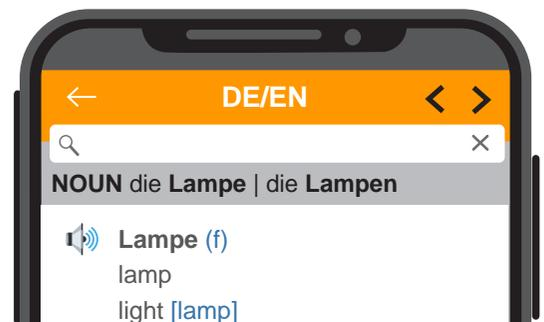 DE/EN
NOUN die Lampe | die Lampen
Lampe (f)
lamp
light [lamp]